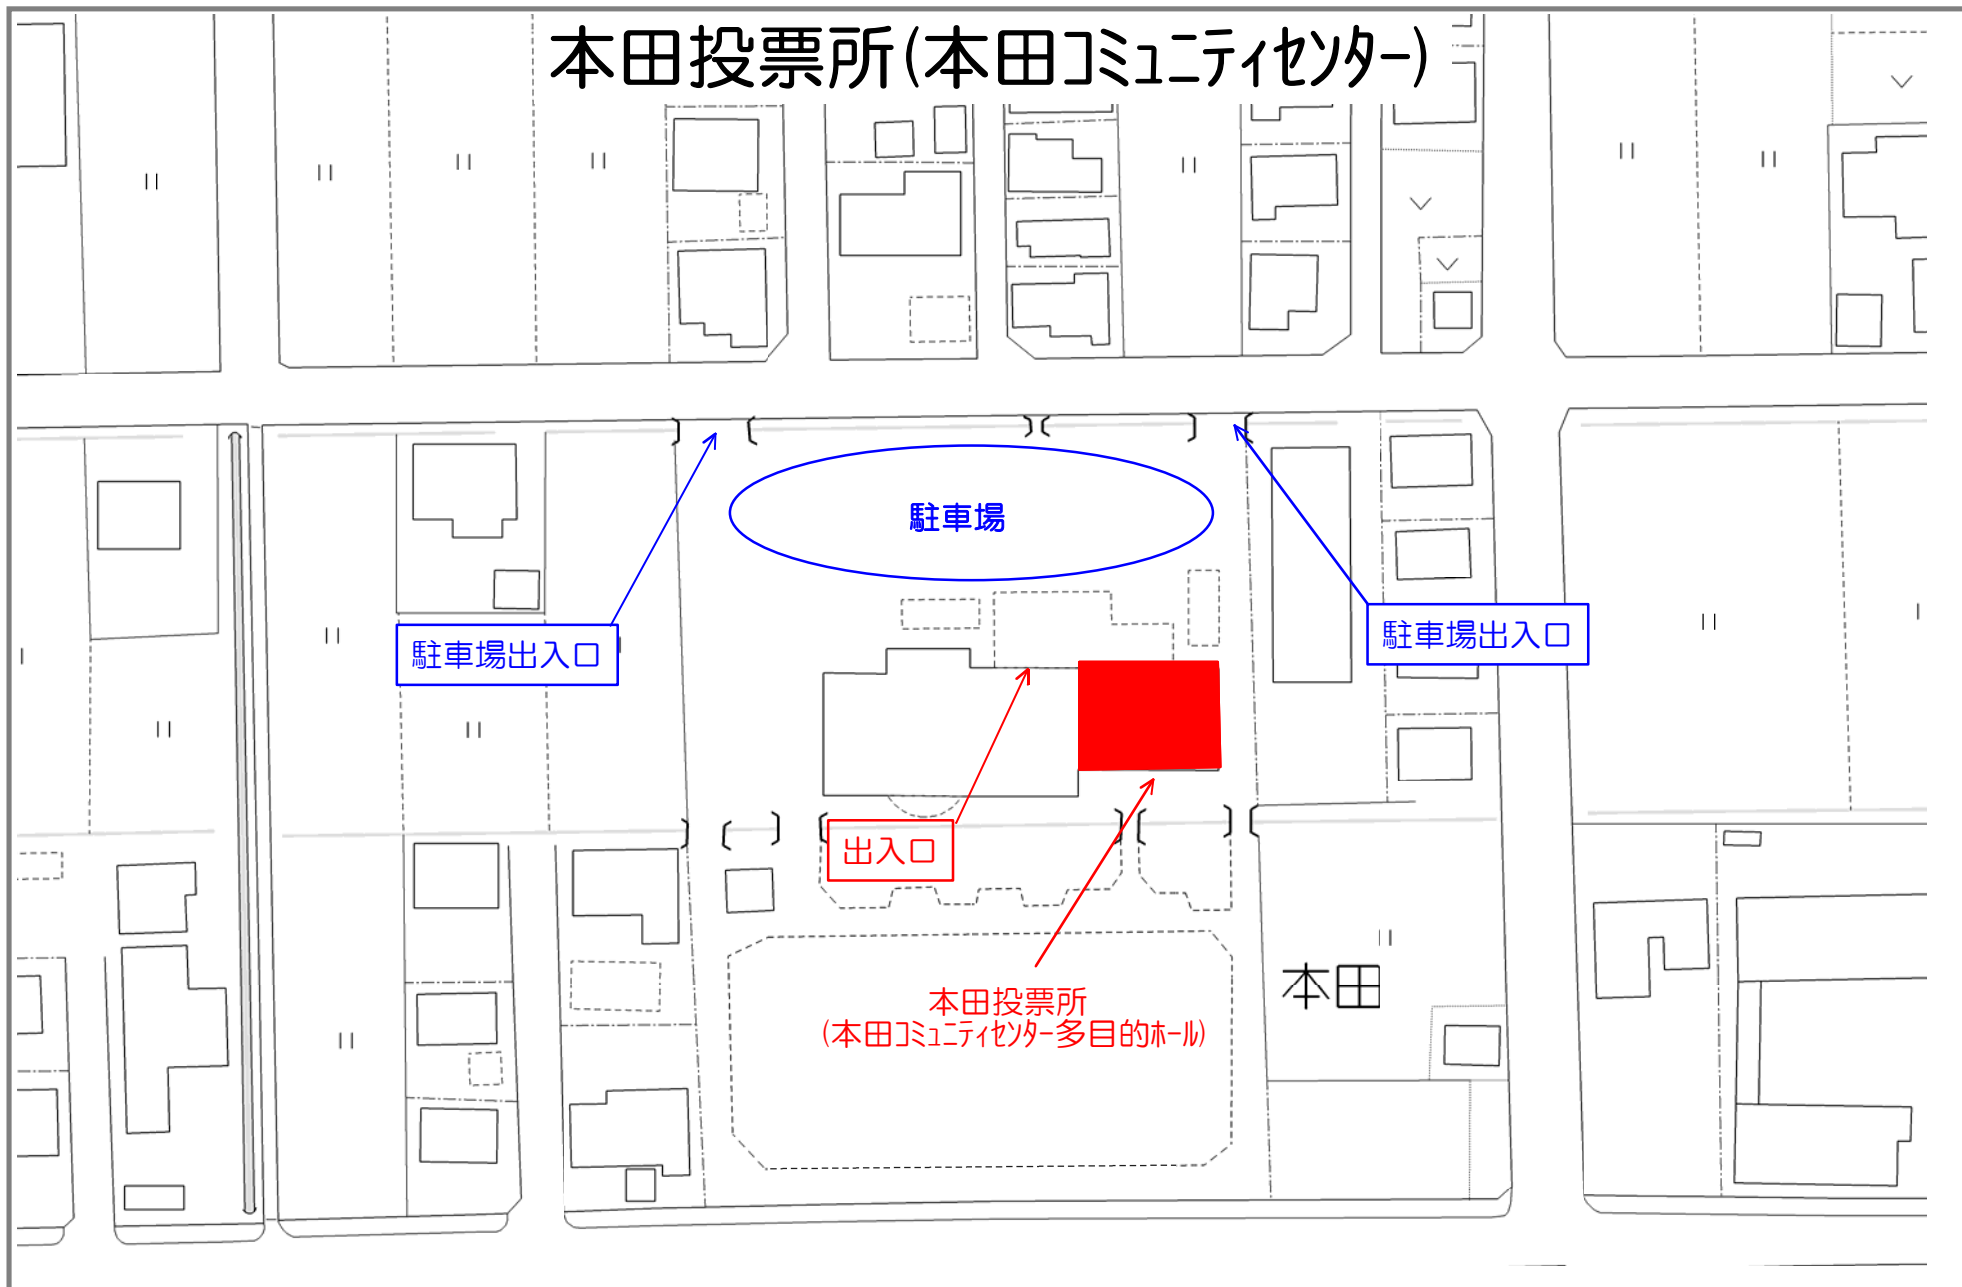 本田投票所(本田コミュニティセンター)
駐車場
駐車場出入口
駐車場出入口
出入口
本田
本田投票所
(本田コミュニティセンター多目的ホール)